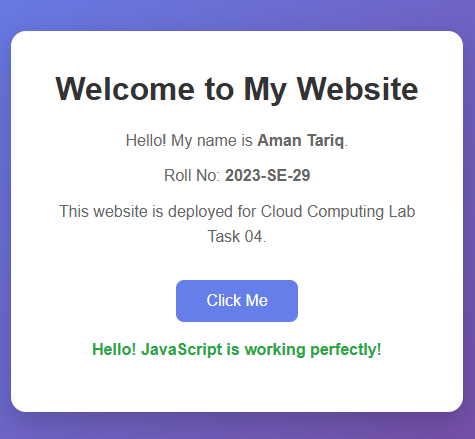 Welcome to My Website
Hello! My name is Aman Tariq.
Roll No: 2023-SE-29
This website is deployed for Cloud Computing Lab
Task 04.
Click Me
Hello! JavaScript is working perfectly!